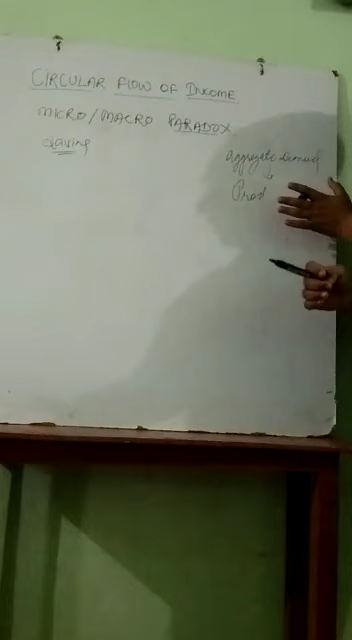 CIRCULAR FLOW OF INCOME
MICRO/MACRO PARADOX
saving
Aggregate Demand
↓
Prod